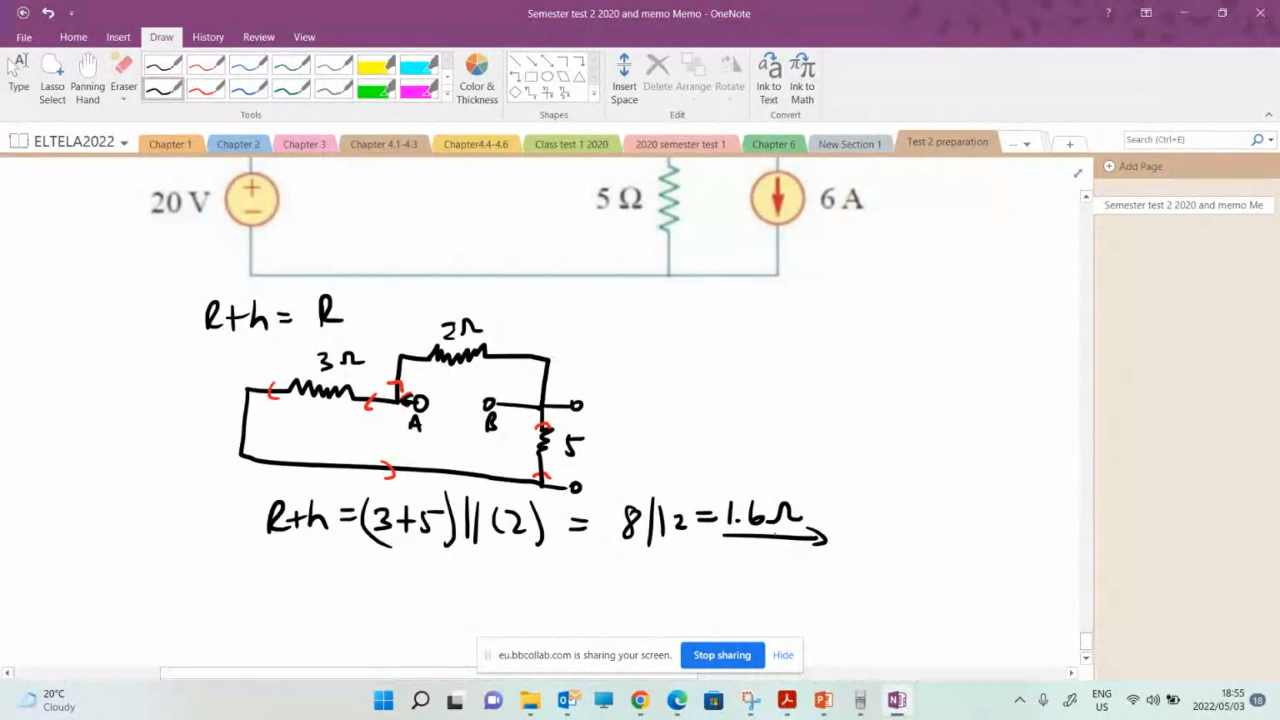 Semester test 2 2020 and memo Memo - OneNote
File Home Insert Draw History Review View
Type
Lasso Select
Panning Hand
Eraser
Color & Thickness
Insert Space
Delete
Arrange
Rotate
Ink to Text
Ink to Math
Tools
Shapes
Edit
Convert
ELTELA2022
Chapter 1
Chapter 2
Chapter 3
Chapter 4.1-4.3
Chapter4.4-4.6
Class test 1 2020
2020 semester test 1
Chapter 6
New Section 1
Test 2 preparation
...
Search (Ctrl+E)
Add Page
Semester test 2 2020 and memo Me
20 V
5 Ω
6 A
R+h = R
2Ω
3Ω
A
B
5
R+h = (3+5)||(2) = 8||2 = 1.6Ω
eu.bbcollab.com is sharing your screen.
Stop sharing
Hide
20°C
Cloudy
ENG
WE
18:55
2022/05/03
18